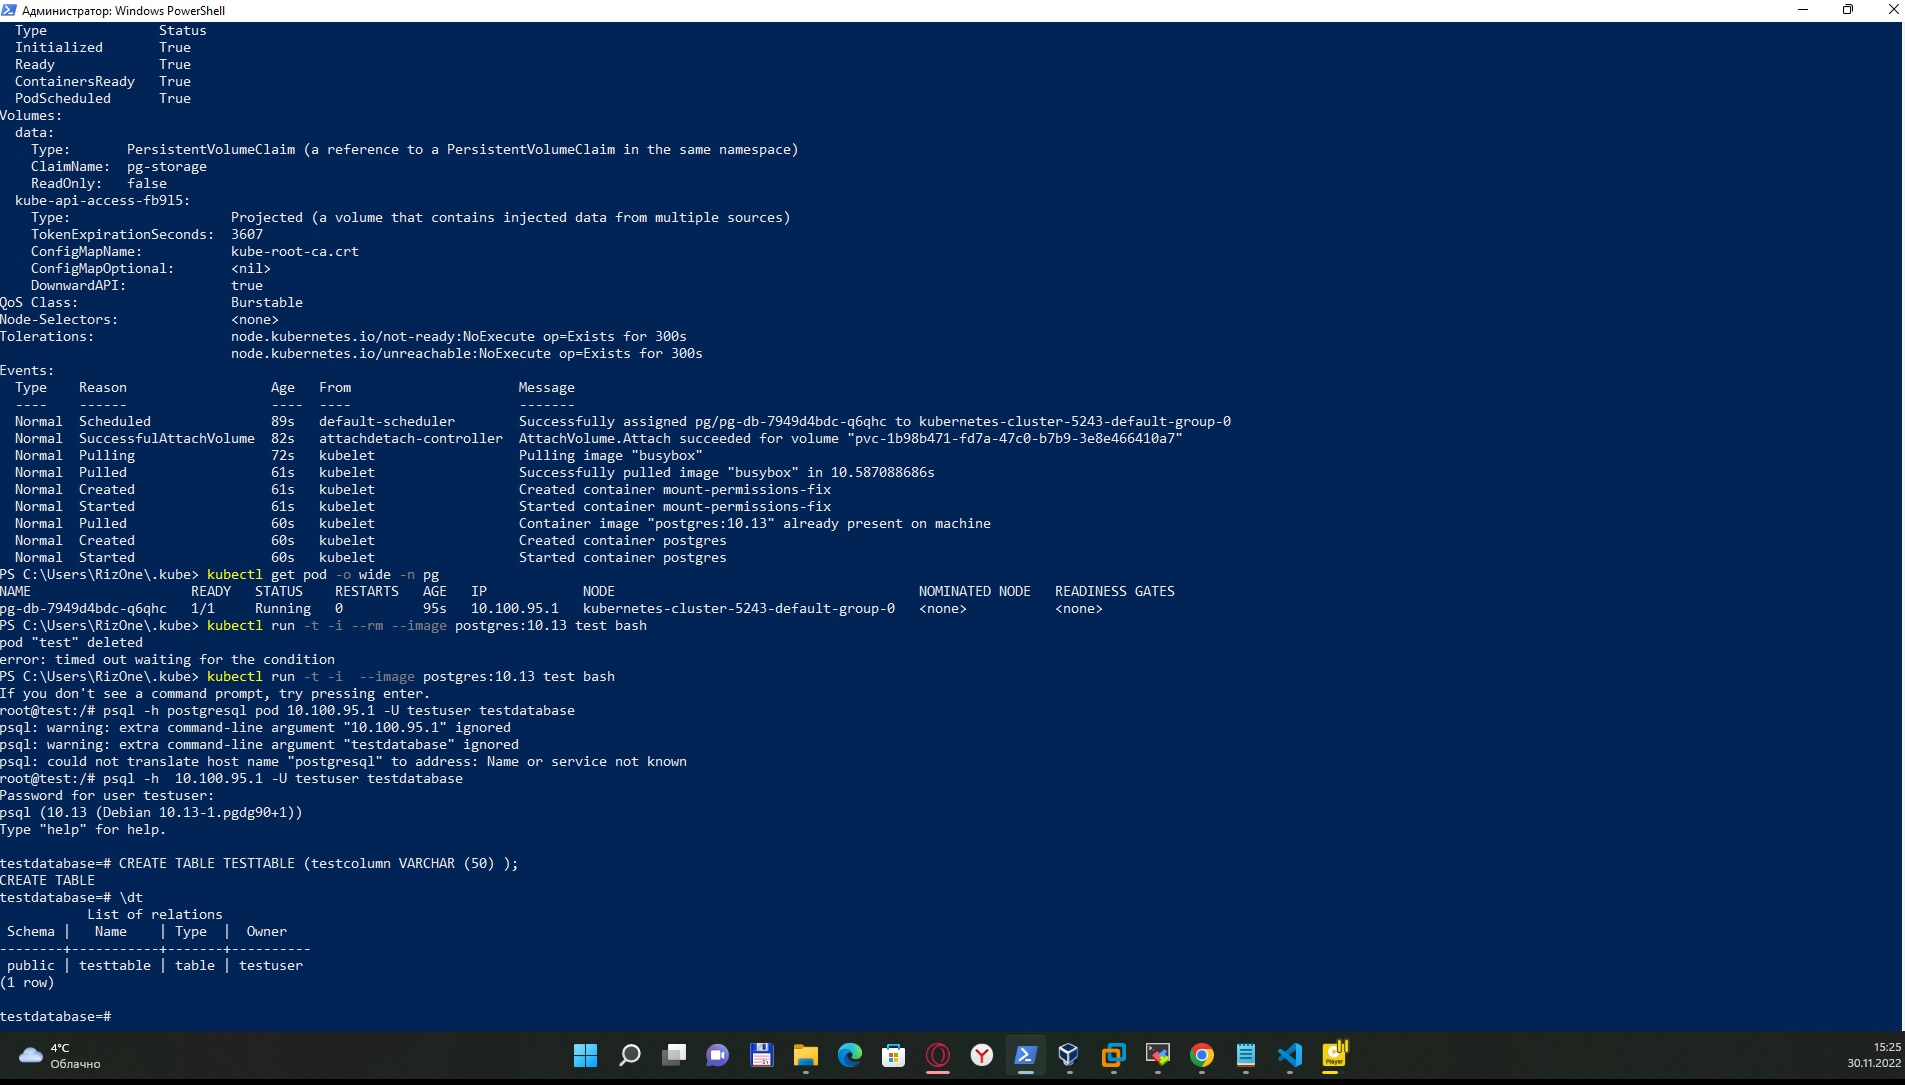 Администратор: Windows PowerShell
  Type              Status
  Initialized       True
  Ready             True
  ContainersReady   True
  PodScheduled      True
Volumes:
  data:
    Type:       PersistentVolumeClaim (a reference to a PersistentVolumeClaim in the same namespace)
    ClaimName:  pg-storage
    ReadOnly:   false
  kube-api-access-fb9l5:
    Type:                    Projected (a volume that contains injected data from multiple sources)
    TokenExpirationSeconds:  3607
    ConfigMapName:           kube-root-ca.crt
    ConfigMapOptional:       <nil>
    DownwardAPI:             true
QoS Class:                   Burstable
Node-Selectors:              <none>
Tolerations:                 node.kubernetes.io/not-ready:NoExecute op=Exists for 300s
                             node.kubernetes.io/unreachable:NoExecute op=Exists for 300s
Events:
  Type    Reason                  Age   From                     Message
  ----    ------                  ----  ----                     -------
  Normal  Scheduled               89s   default-scheduler        Successfully assigned pg/pg-db-7949d4bdc-q6qhc to kubernetes-cluster-5243-default-group-0
  Normal  SuccessfulAttachVolume  82s   attachdetach-controller  AttachVolume.Attach succeeded for volume "pvc-1b98b471-fd7a-47c0-b7b9-3e8e466410a7"
  Normal  Pulling                 72s   kubelet                  Pulling image "busybox"
  Normal  Pulled                  61s   kubelet                  Successfully pulled image "busybox" in 10.587088686s
  Normal  Created                 61s   kubelet                  Created container mount-permissions-fix
  Normal  Started                 61s   kubelet                  Started container mount-permissions-fix
  Normal  Pulled                  60s   kubelet                  Container image "postgres:10.13" already present on machine
  Normal  Created                 60s   kubelet                  Created container postgres
  Normal  Started                 60s   kubelet                  Started container postgres
PS C:\Users\RizOne\.kube> kubectl get pod -o wide -n pg
NAME                    READY   STATUS    RESTARTS   AGE   IP            NODE                                      NOMINATED NODE   READINESS GATES
pg-db-7949d4bdc-q6qhc   1/1     Running   0          95s   10.100.95.1   kubernetes-cluster-5243-default-group-0   <none>           <none>
PS C:\Users\RizOne\.kube> kubectl run -t -i --rm --image postgres:10.13 test bash
pod "test" deleted
error: timed out waiting for the condition
PS C:\Users\RizOne\.kube> kubectl run -t -i  --image postgres:10.13 test bash
If you don't see a command prompt, try pressing enter.
root@test:/# psql -h postgresql pod 10.100.95.1 -U testuser testdatabase
psql: warning: extra command-line argument "10.100.95.1" ignored
psql: warning: extra command-line argument "testdatabase" ignored
psql: could not translate host name "postgresql" to address: Name or service not known
root@test:/# psql -h  10.100.95.1 -U testuser testdatabase
Password for user testuser:
psql (10.13 (Debian 10.13-1.pgdg90+1))
Type "help" for help.
testdatabase=# CREATE TABLE TESTTABLE (testcolumn VARCHAR (50) );
CREATE TABLE
testdatabase=# \dt
           List of relations
 Schema |   Name    | Type  |  Owner
--------+-----------+-------+----------
 public | testtable | table | testuser
(1 row)
testdatabase=#
4°C
Облачно
Player
15:25
30.11.2022